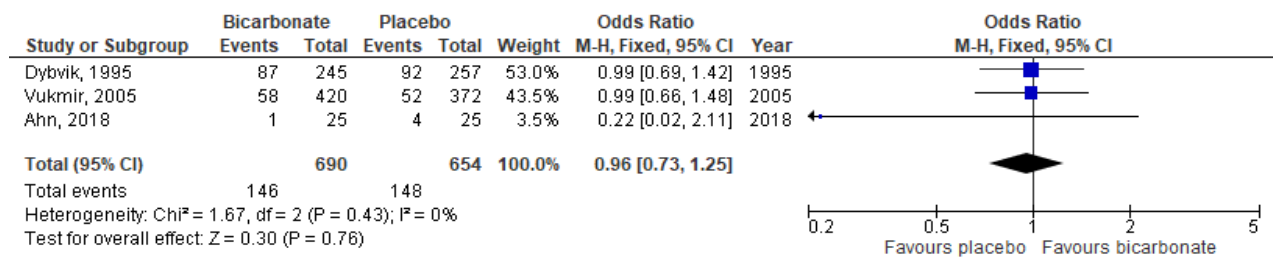 Bicarbonate Placebo Odds Ratio Odds Ratio
Study or Subgroup Events Total Events Total Weight M-H, Fixed, 95% CI Year M-H, Fixed, 95% CI
Dybvik, 1995 87 245 92 257 53.0% 0.99 [0.69, 1.42] 1995
Vukmir, 2005 58 420 52 372 43.5% 0.99 [0.66, 1.48] 2005
Ahn, 2018 1 25 4 25 3.5% 0.22 [0.02, 2.11] 2018
Total (95% CI) 690 654 100.0% 0.96 [0.73, 1.25]
Total events 146 148
Heterogeneity: Chi² = 1.67, df = 2 (P = 0.43); I² = 0%
Test for overall effect: Z = 0.30 (P = 0.76)
0.2 0.5 1 2 5
Favours placebo Favours bicarbonate